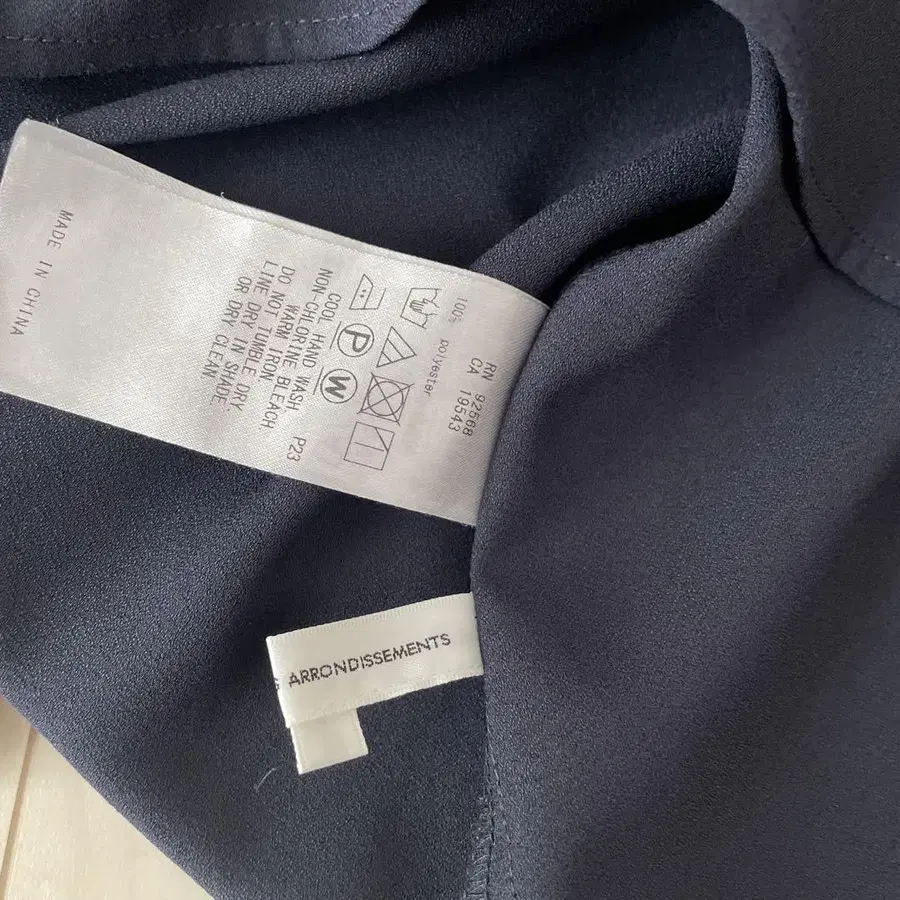 RN 92568
CA 19543
100% polyester
P W
COOL HAND WASH
NON-CHLORINE BLEACH
WARM IRON
DO NOT TUMBLE DRY
LINE DRY IN SHADE,
OR DRY CLEAN
P23
MADE IN CHINA
ARRONDISSEMENTS